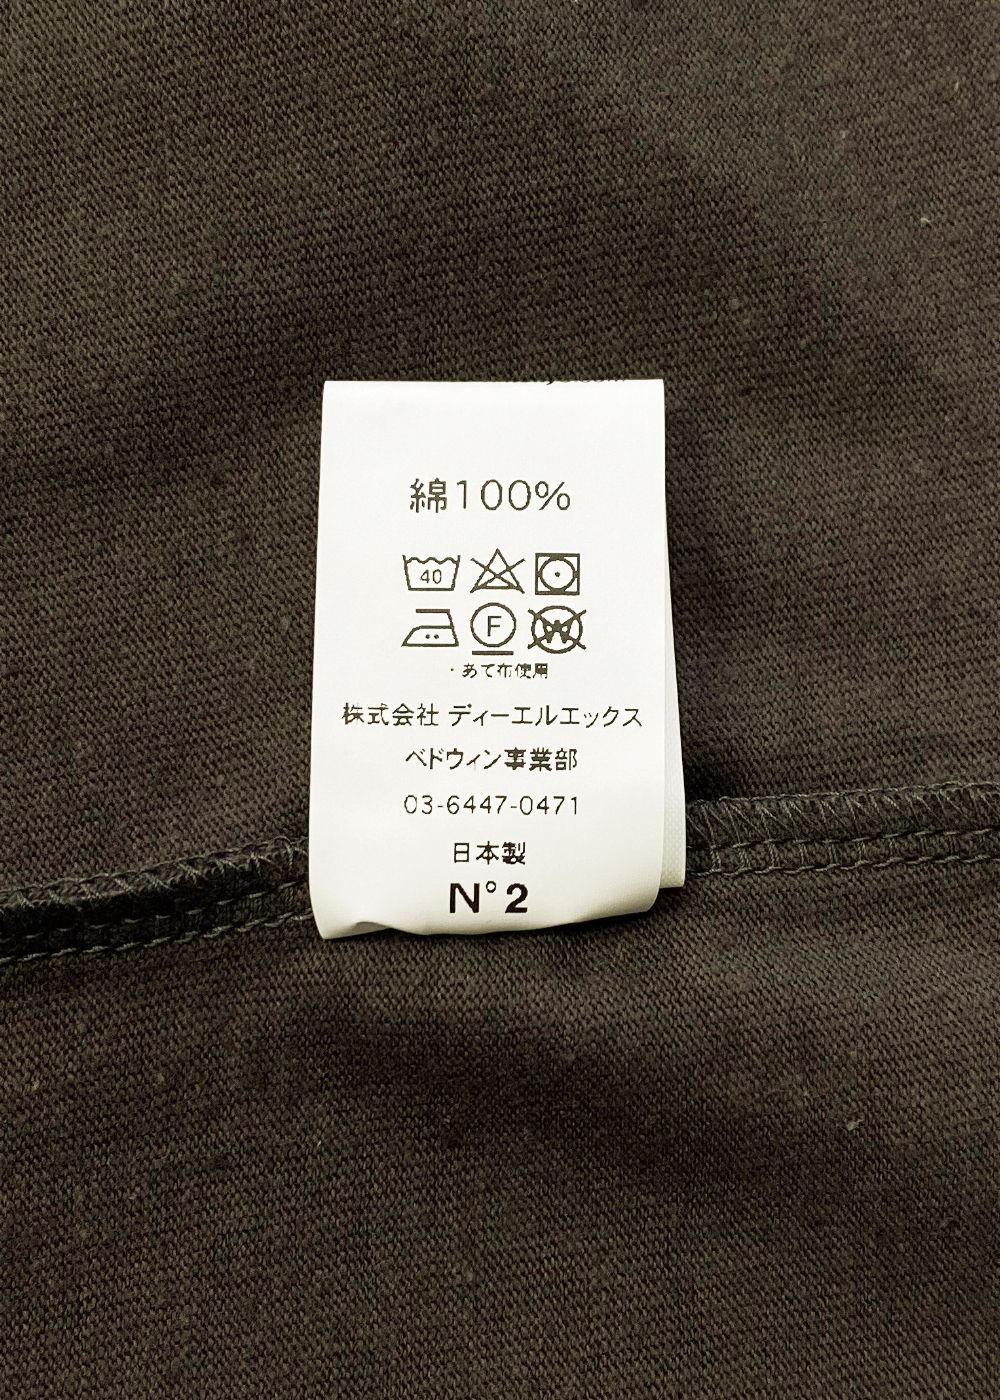 綿100%
40
F
W
・あて布使用
株式会社 ディーエルエックス
ベドウィン事業部
03-6447-0471
日本製
N°2